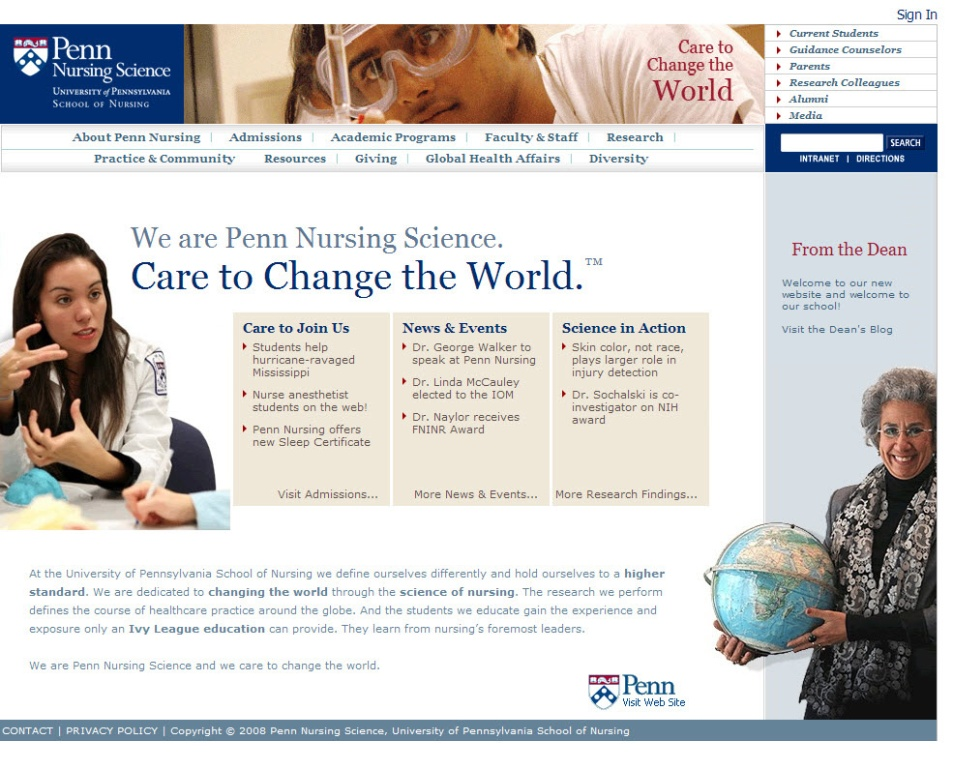 Sign In
Penn
Nursing Science
UNIVERSITY of PENNSYLVANIA
SCHOOL OF NURSING
Care to
Change the
World
Current Students
Guidance Counselors
Parents
Research Colleagues
Alumni
Media
About Penn Nursing | Admissions | Academic Programs | Faculty & Staff | Research |
Practice & Community Resources | Giving | Global Health Affairs | Diversity
SEARCH
INTRANET | DIRECTIONS
We are Penn Nursing Science.
Care to Change the World.™
Care to Join Us
Students help
hurricane-ravaged
Mississippi
Nurse anesthetist
students on the web!
Penn Nursing offers
new Sleep Certificate
Visit Admissions...
News & Events
Dr. George Walker to
speak at Penn Nursing
Dr. Linda McCauley
elected to the IOM
Dr. Naylor receives
FNINR Award
More News & Events...
Science in Action
Skin color, not race,
plays larger role in
injury detection
Dr. Sochalski is co-
investigator on NIH
award
More Research Findings...
From the Dean
Welcome to our new
website and welcome to
our school!
Visit the Dean's Blog
At the University of Pennsylvania School of Nursing we define ourselves differently and hold ourselves to a higher
standard. We are dedicated to changing the world through the science of nursing. The research we perform
defines the course of healthcare practice around the globe. And the students we educate gain the experience and
exposure only an Ivy League education can provide. They learn from nursing's foremost leaders.
We are Penn Nursing Science and we care to change the world.
Penn
Visit Web Site
CONTACT | PRIVACY POLICY | Copyright © 2008 Penn Nursing Science, University of Pennsylvania School of Nursing